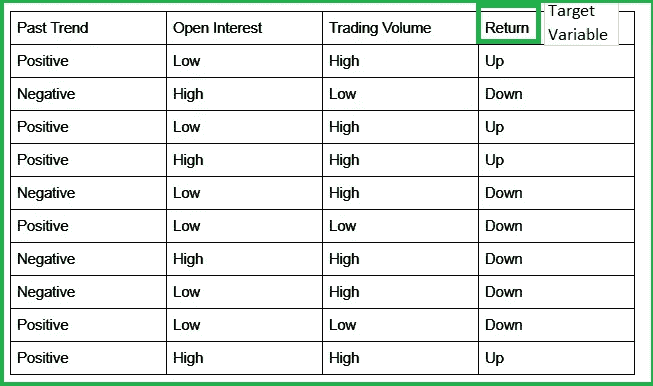 Past Trend Open Interest Trading Volume Return Target
Variable
Positive Low High Up
Negative High Low Down
Positive Low High Up
Positive High High Up
Negative Low High Down
Positive Low Low Down
Negative High High Down
Negative Low High Down
Positive Low Low Down
Positive High High Up